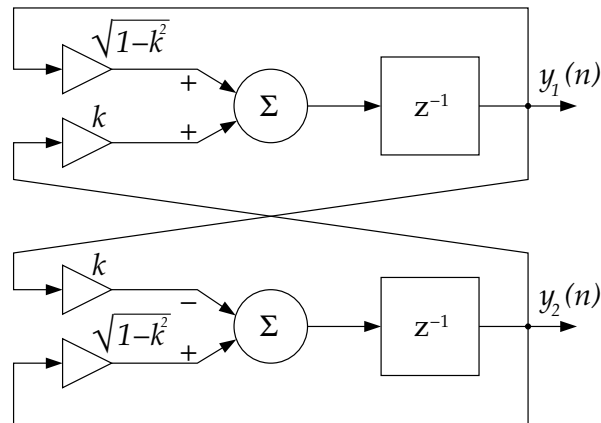 √1–k²
+
Σ
z⁻¹
y₁(n)
k
+
k
–
Σ
z⁻¹
y₂(n)
√1–k²
+